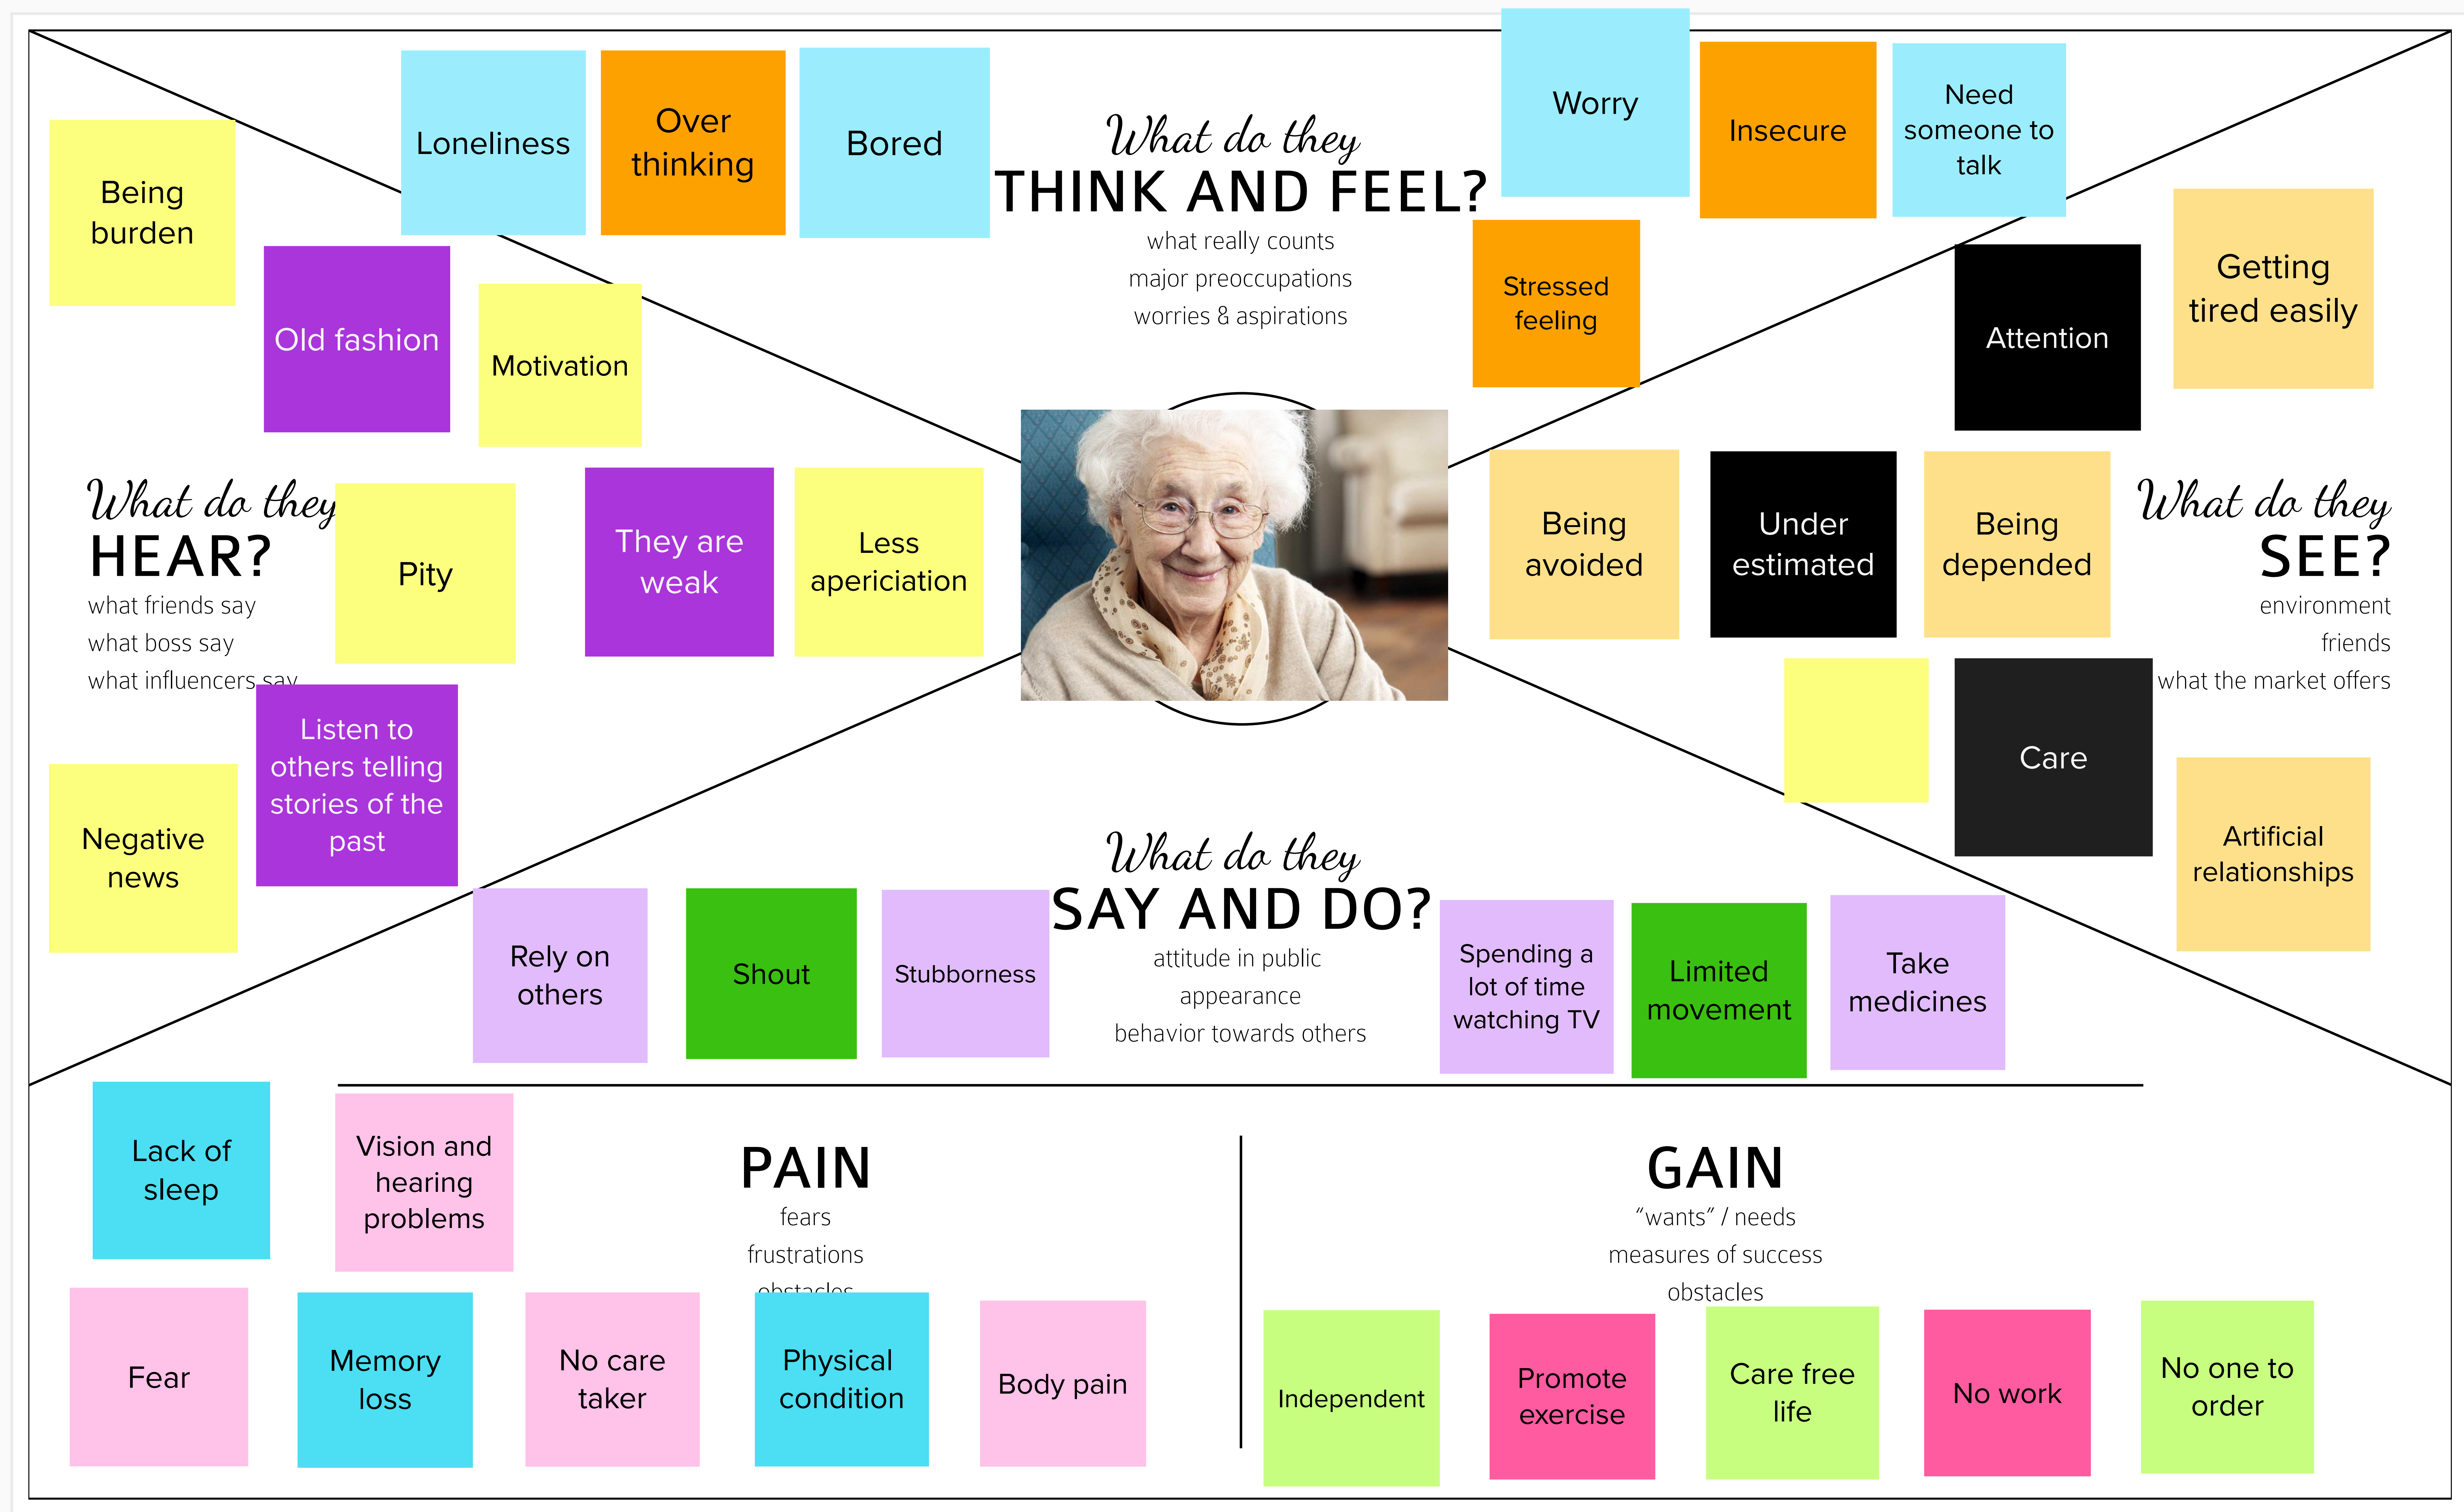 Loneliness
Over
thinking
Bored
What do they
THINK AND FEEL?
what really counts
major preoccupations
worries & aspirations
Worry
Insecure
Need
someone to
talk
Stressed
feeling
Being
burden
Old fashion
Motivation
What do they
HEAR?
what friends say
what boss say
what influencers say
Pity
They are
weak
Less
apericiation
Listen to
others telling
stories of the
past
Negative
news
Attention
Getting
tired easily
Being
avoided
Under
estimated
Being
depended
What do they
SEE?
environment
friends
what the market offers
Care
Artificial
relationships
Rely on
others
Shout
Stubborness
What do they
SAY AND DO?
attitude in public
appearance
behavior towards others
Spending a
lot of time
watching TV
Limited
movement
Take
medicines
Lack of
sleep
Vision and
hearing
problems
PAIN
fears
frustrations
obstacles
Fear
Memory
loss
No care
taker
Physical
condition
Body pain
GAIN
“wants” / needs
measures of success
obstacles
Independent
Promote
exercise
Care free
life
No work
No one to
order